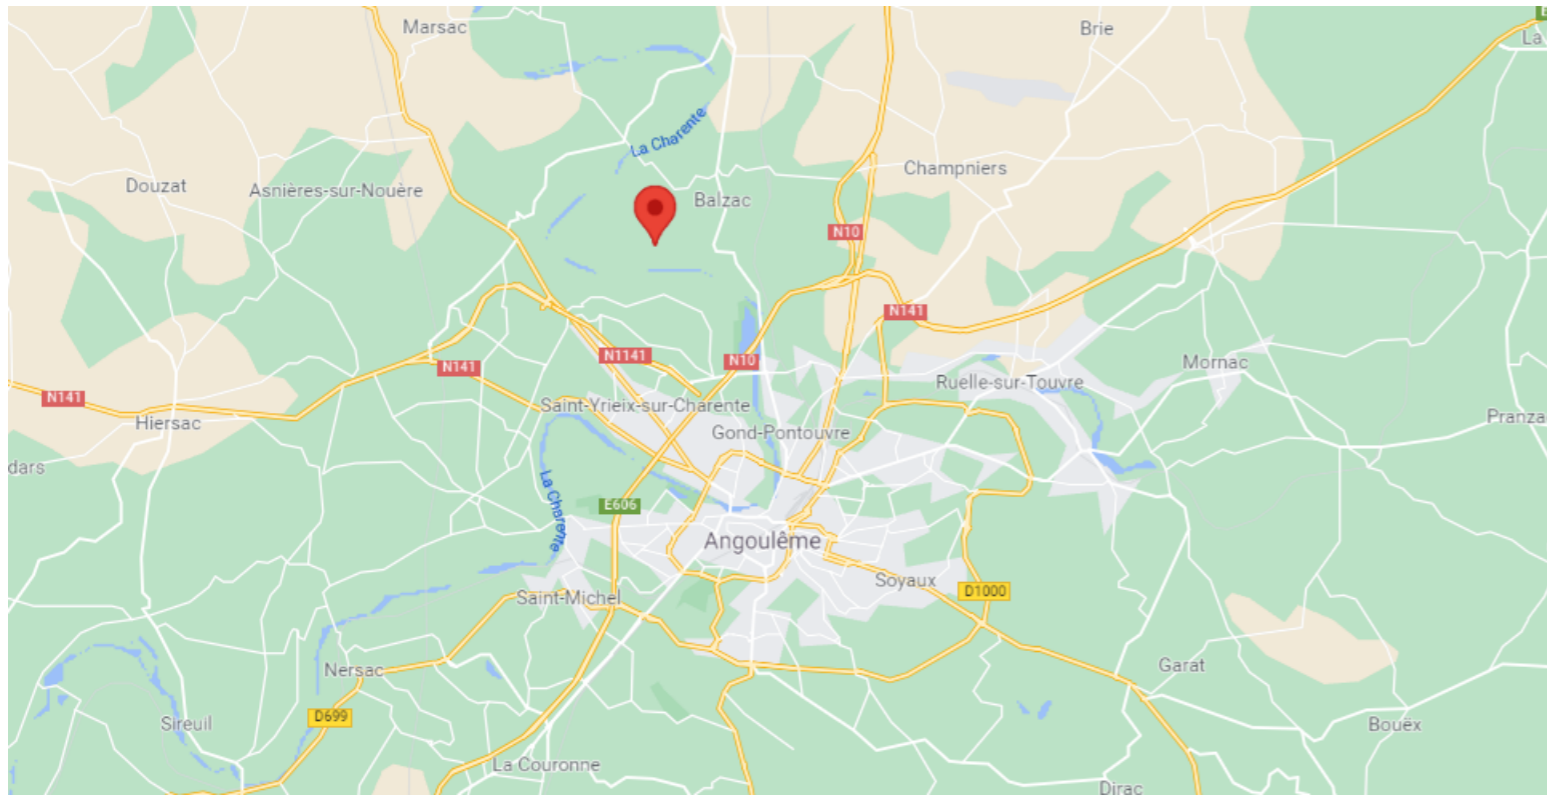 Marsac
Brie
La
La Charente
Champniers
Douzat
Asnières-sur-Nouère
Balzac
N10
N141
N1141
N10
N141
Mornac
Ruelle-sur-Touvre
N141
Saint-Yrieix-sur-Charente
Hiersac
Pranza
Gond-Pontouvre
dars
La Charente
E606
Angoulême
Soyaux
D1000
Saint-Michel
Nersac
Garat
D699
Sireuil
Bouëx
La Couronne
Dirac